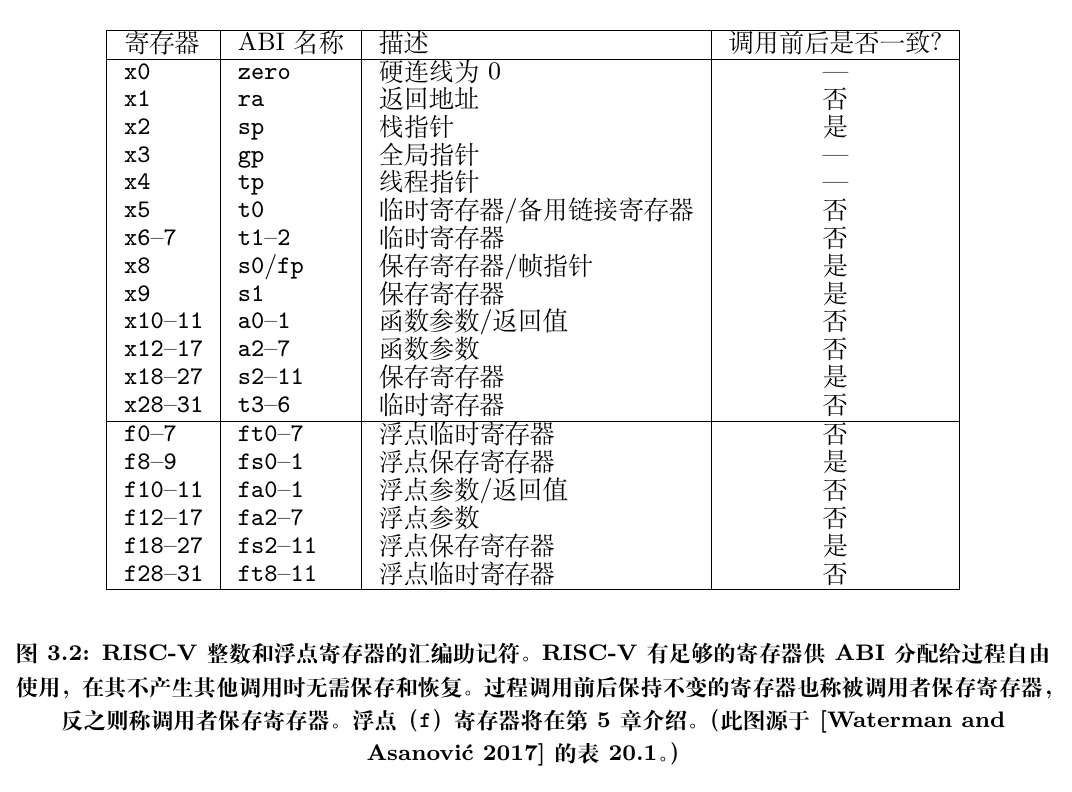 寄存器 ABI 名称 描述 调用前后是否一致?
x0 zero 硬连线为 0 —
x1 ra 返回地址 否
x2 sp 栈指针 是
x3 gp 全局指针 —
x4 tp 线程指针 —
x5 t0 临时寄存器/备用链接寄存器 否
x6–7 t1–2 临时寄存器 否
x8 s0/fp 保存寄存器/帧指针 是
x9 s1 保存寄存器 是
x10–11 a0–1 函数参数/返回值 否
x12–17 a2–7 函数参数 否
x18–27 s2–11 保存寄存器 是
x28–31 t3–6 临时寄存器 否
f0–7 ft0–7 浮点临时寄存器 否
f8–9 fs0–1 浮点保存寄存器 是
f10–11 fa0–1 浮点参数/返回值 否
f12–17 fa2–7 浮点参数 否
f18–27 fs2–11 浮点保存寄存器 是
f28–31 ft8–11 浮点临时寄存器 否
图 3.2: RISC-V 整数和浮点寄存器的汇编助记符。RISC-V 有足够的寄存器供 ABI 分配给过程自由
使用，在其不产生其他调用时无需保存和恢复。过程调用前后保持不变的寄存器也称被调用者保存寄存器，
反之则称调用者保存寄存器。浮点（f）寄存器将在第 5 章介绍。（此图源于 [Waterman and
Asanović 2017] 的表 20.1。）